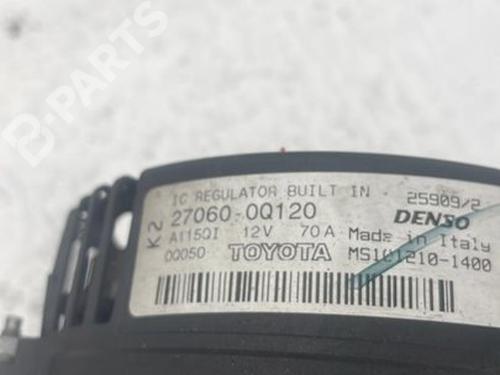 B-PARTS
IC REGULATOR BUILT IN - 25909/2
K2 27060-0Q120 DENSO
A115QI 12V 70A Made in Italy
0Q050 TOYOTA MS101210-1400